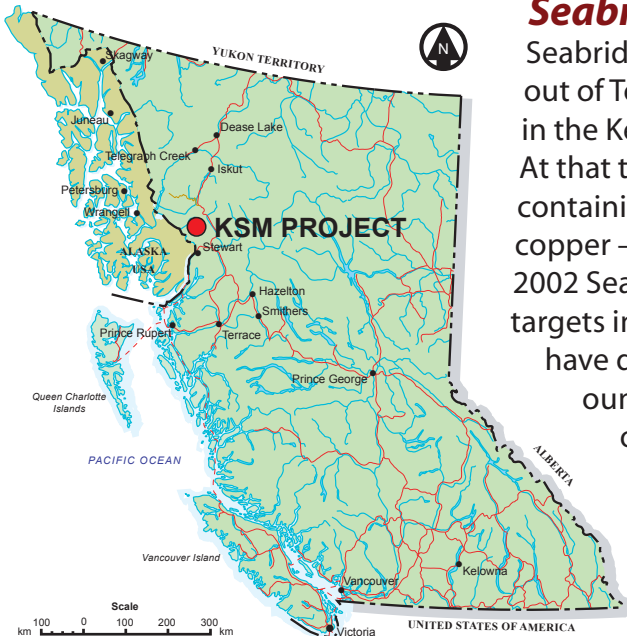 YUKON TERRITORY
N
Skagway
Juneau
Dease Lake
Telegraph Creek
Iskut
Petersburg
Wrangell
KSM PROJECT
Stewart
ALASKA
USA
Hazelton
Smithers
Prince Rupert
Terrace
Prince George
Queen Charlotte
Islands
PACIFIC OCEAN
ALBERTA
Vancouver Island
Vancouver
Kelowna
Victoria
UNITED STATES OF AMERICA
Scale
km 100 0 100 200 300 km
Seabri
Seabrid
out of To
in the Ke
At that t
containi
copper –
2002 Sea
targets in
have d
our